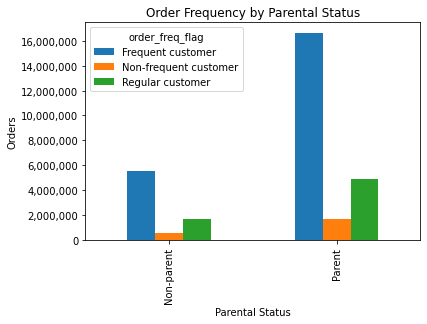 Order Frequency by Parental Status
order_freq_flag
Frequent customer
Non-frequent customer
Regular customer
16,000,000
14,000,000
12,000,000
10,000,000
8,000,000
6,000,000
4,000,000
2,000,000
0
Orders
Non-parent
Parent
Parental Status